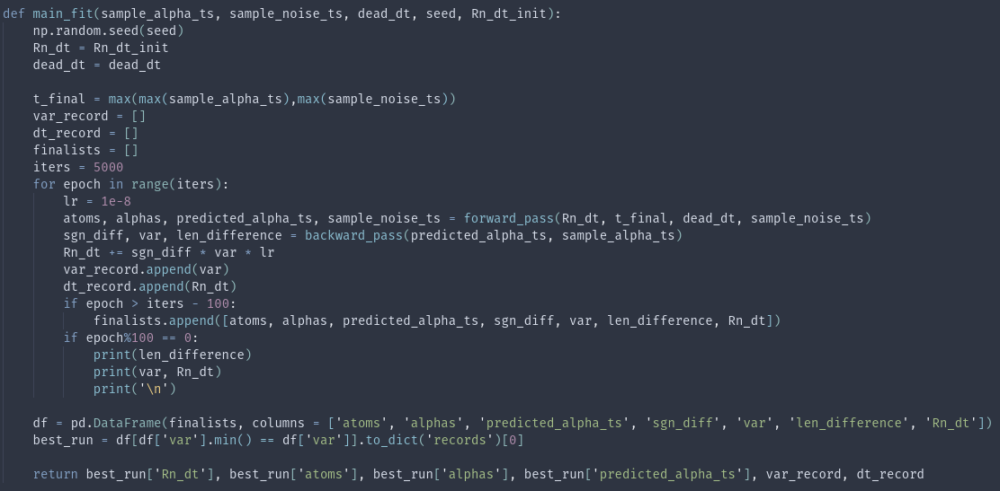 def main_fit(sample_alpha_ts, sample_noise_ts, dead_dt, seed, Rn_dt_init):
    np.random.seed(seed)
    Rn_dt = Rn_dt_init
    dead_dt = dead_dt

    t_final = max(max(sample_alpha_ts),max(sample_noise_ts))
    var_record = []
    dt_record = []
    finalists = []
    iters = 5000
    for epoch in range(iters):
        lr = 1e-8
        atoms, alphas, predicted_alpha_ts, sample_noise_ts = forward_pass(Rn_dt, t_final, dead_dt, sample_noise_ts)
        sgn_diff, var, len_difference = backward_pass(predicted_alpha_ts, sample_alpha_ts)
        Rn_dt += sgn_diff * var * lr
        var_record.append(var)
        dt_record.append(Rn_dt)
        if epoch > iters - 100:
            finalists.append([atoms, alphas, predicted_alpha_ts, sgn_diff, var, len_difference, Rn_dt])
        if epoch%100 == 0:
            print(len_difference)
            print(var, Rn_dt)
            print('\n')

    df = pd.DataFrame(finalists, columns = ['atoms', 'alphas', 'predicted_alpha_ts', 'sgn_diff', 'var', 'len_difference', 'Rn_dt'])
    best_run = df[df['var'].min() == df['var']].to_dict('records')[0]

    return best_run['Rn_dt'], best_run['atoms'], best_run['alphas'], best_run['predicted_alpha_ts'], var_record, dt_record